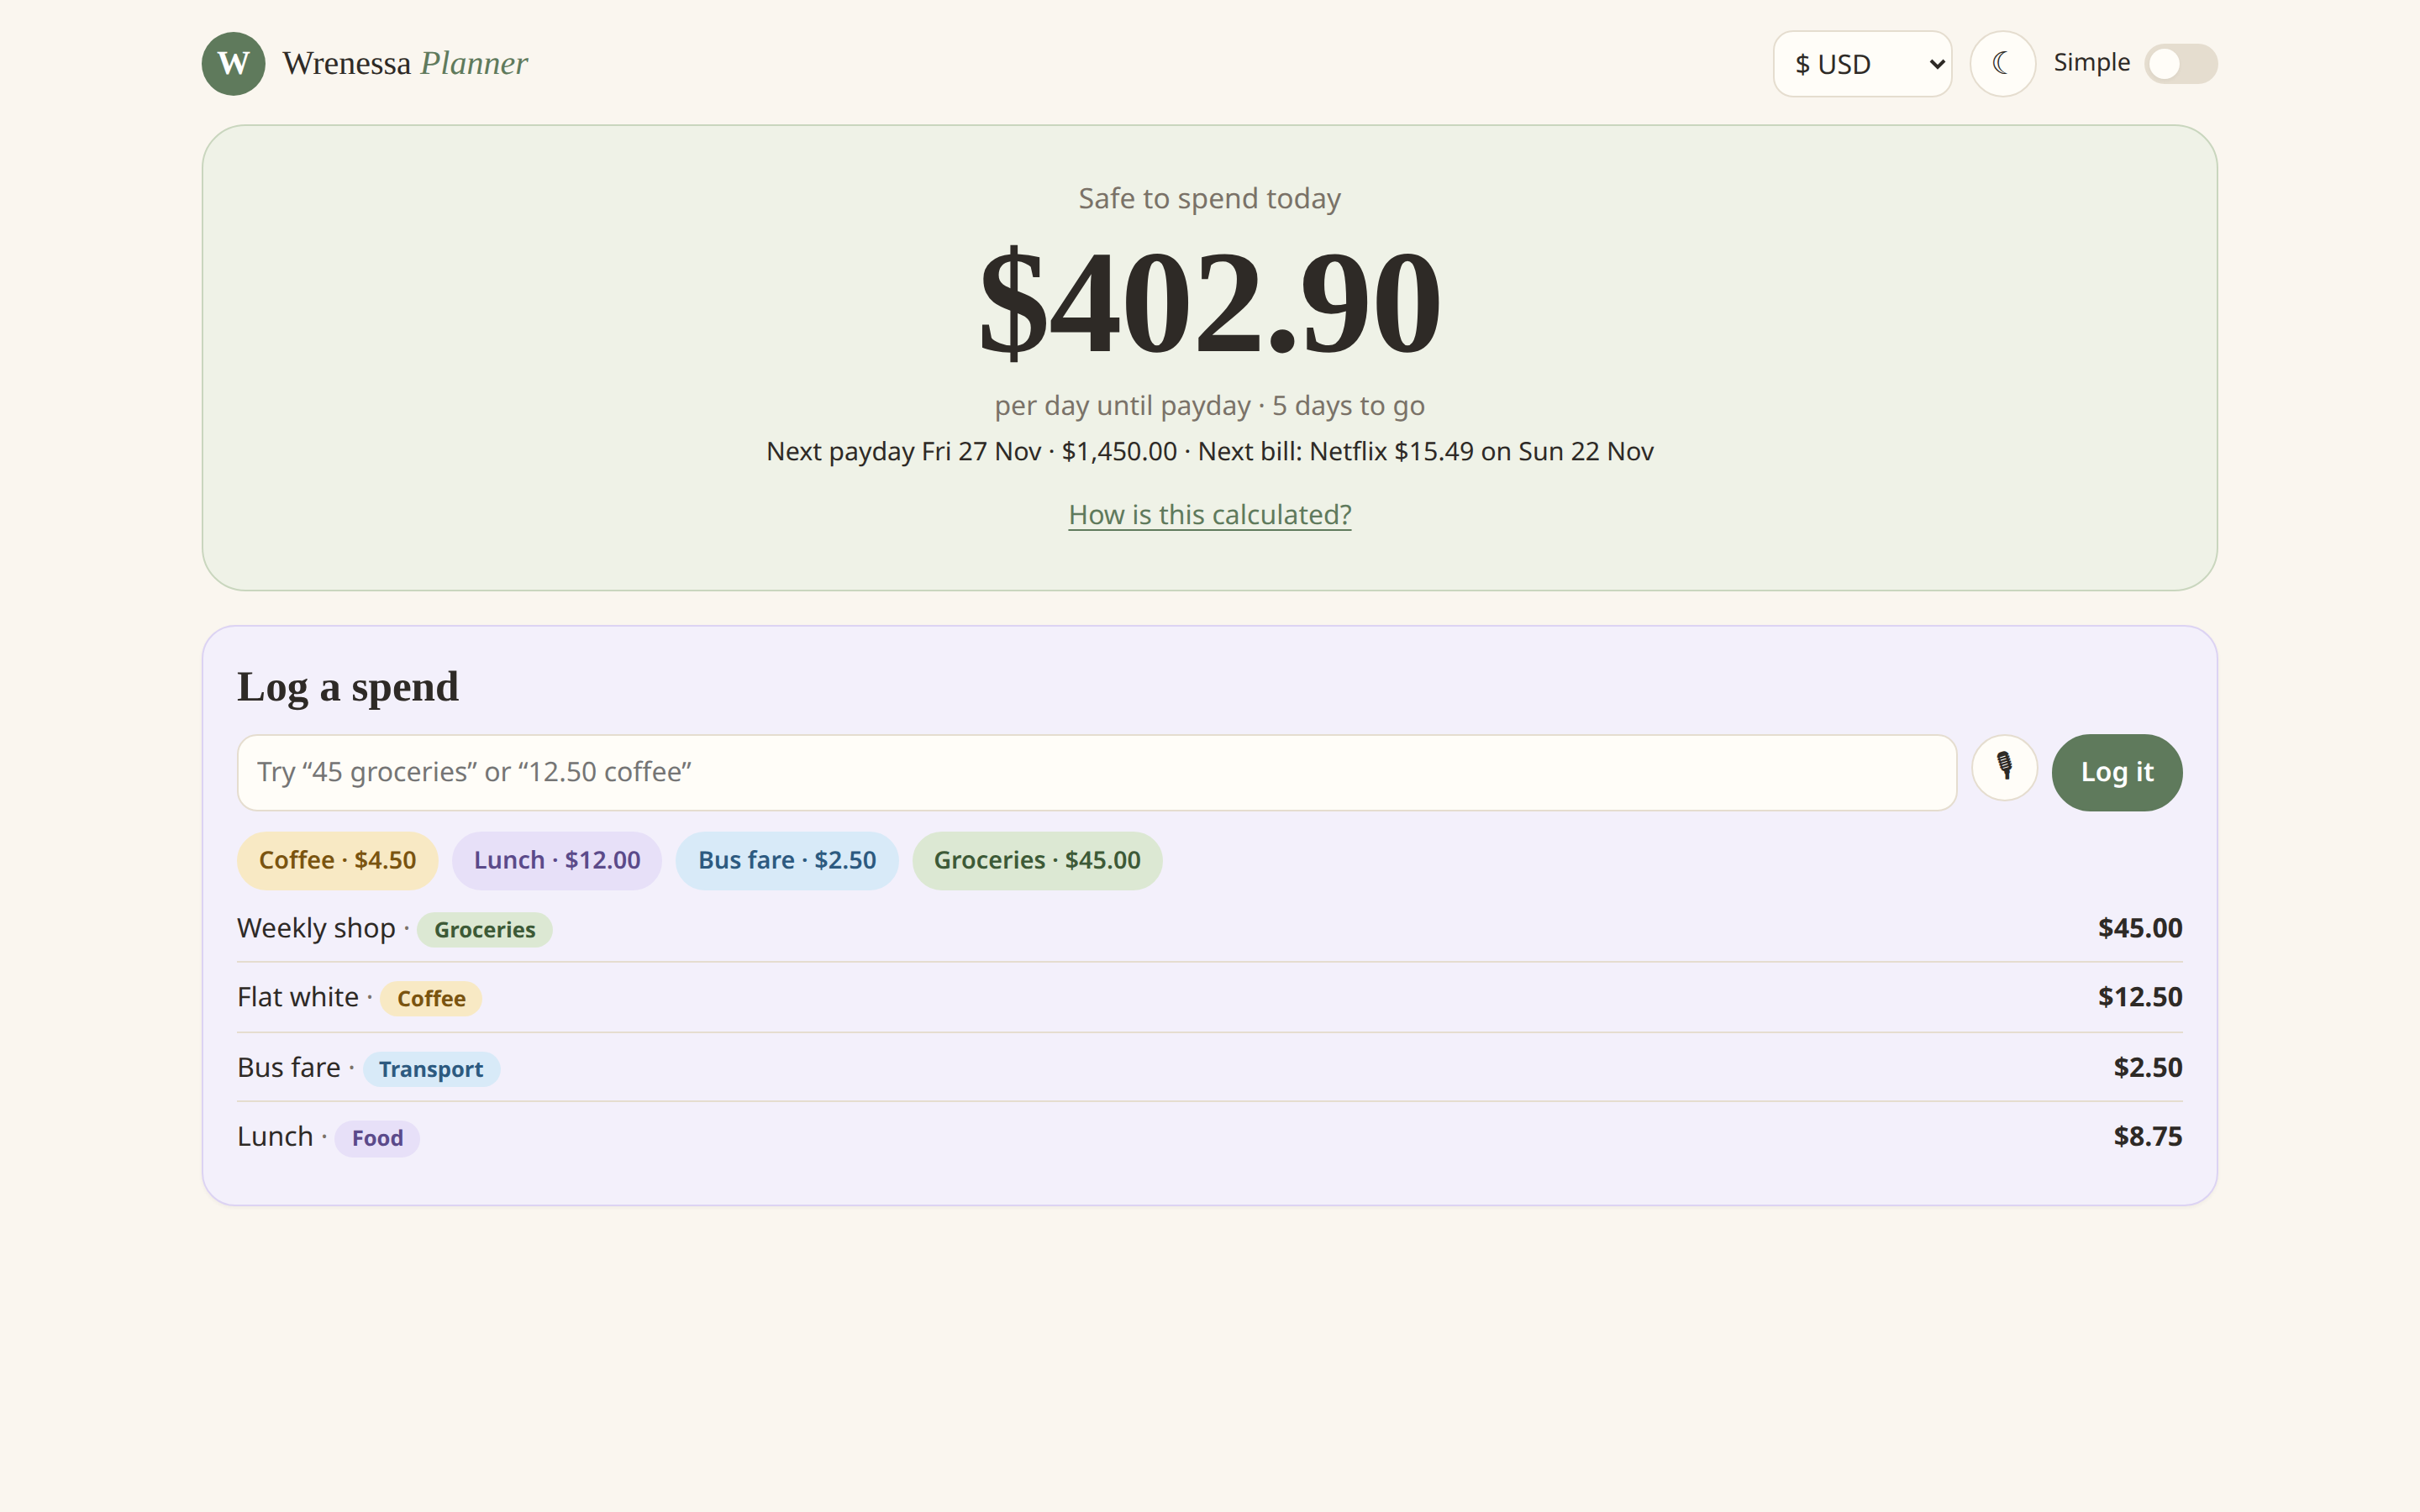 W Wrenessa Planner
$ USD
Simple
Safe to spend today
$402.90
per day until payday · 5 days to go
Next payday Fri 27 Nov · $1,450.00 · Next bill: Netflix $15.49 on Sun 22 Nov
How is this calculated?
Log a spend
Try “45 groceries” or “12.50 coffee”
Log it
Coffee · $4.50
Lunch · $12.00
Bus fare · $2.50
Groceries · $45.00
Weekly shop · Groceries $45.00
Flat white · Coffee $12.50
Bus fare · Transport $2.50
Lunch · Food $8.75